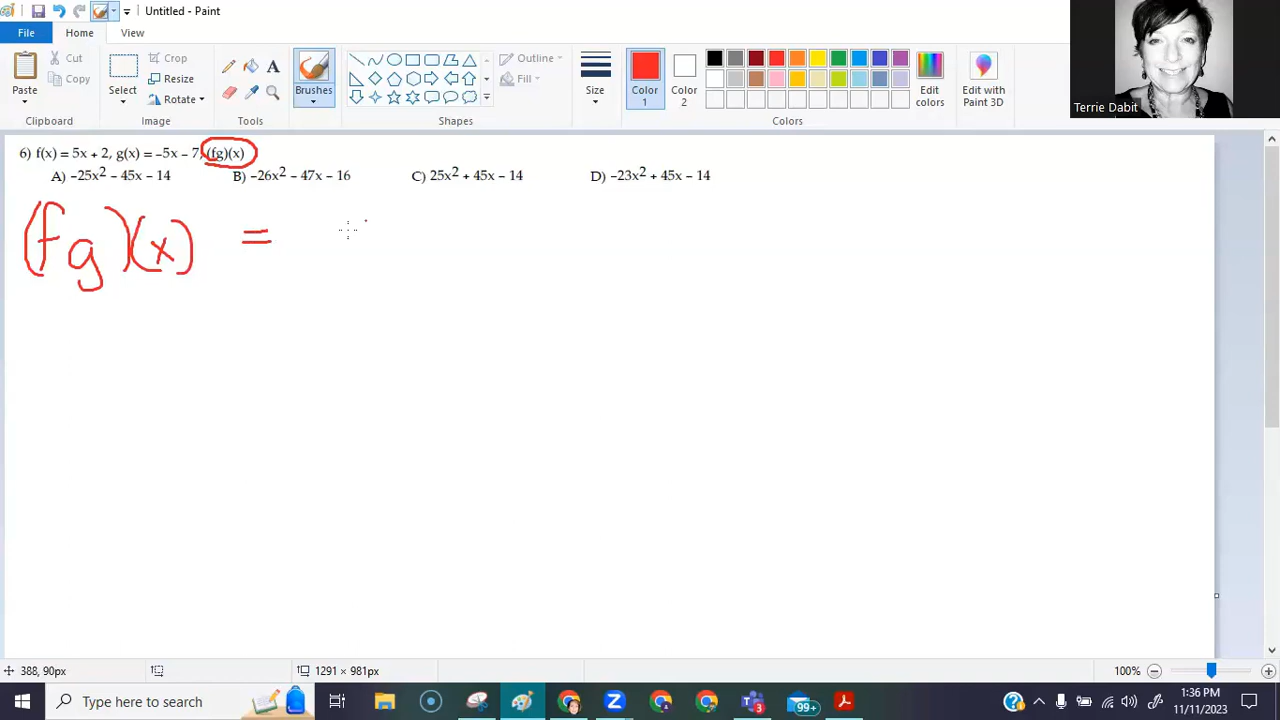 Untitled - Paint
File
Home
View
Paste
Cut
Copy
Clipboard
Select
Crop
Resize
Rotate
Image
A
Tools
Brushes
Outline
Fill
Shapes
Size
Color 1
Color 2
Edit colors
Colors
Edit with Paint 3D
Terrie Dabit
6) f(x) = 5x + 2, g(x) = -5x - 7, (fg)(x)
A) -25x² - 45x - 14 B) -26x² - 47x - 16 C) 25x² + 45x - 14 D) -23x² + 45x - 14
(fg)(x) =
388, 90px
1291 × 981px
100%
Type here to search
3
99+
1:36 PM
11/11/2023